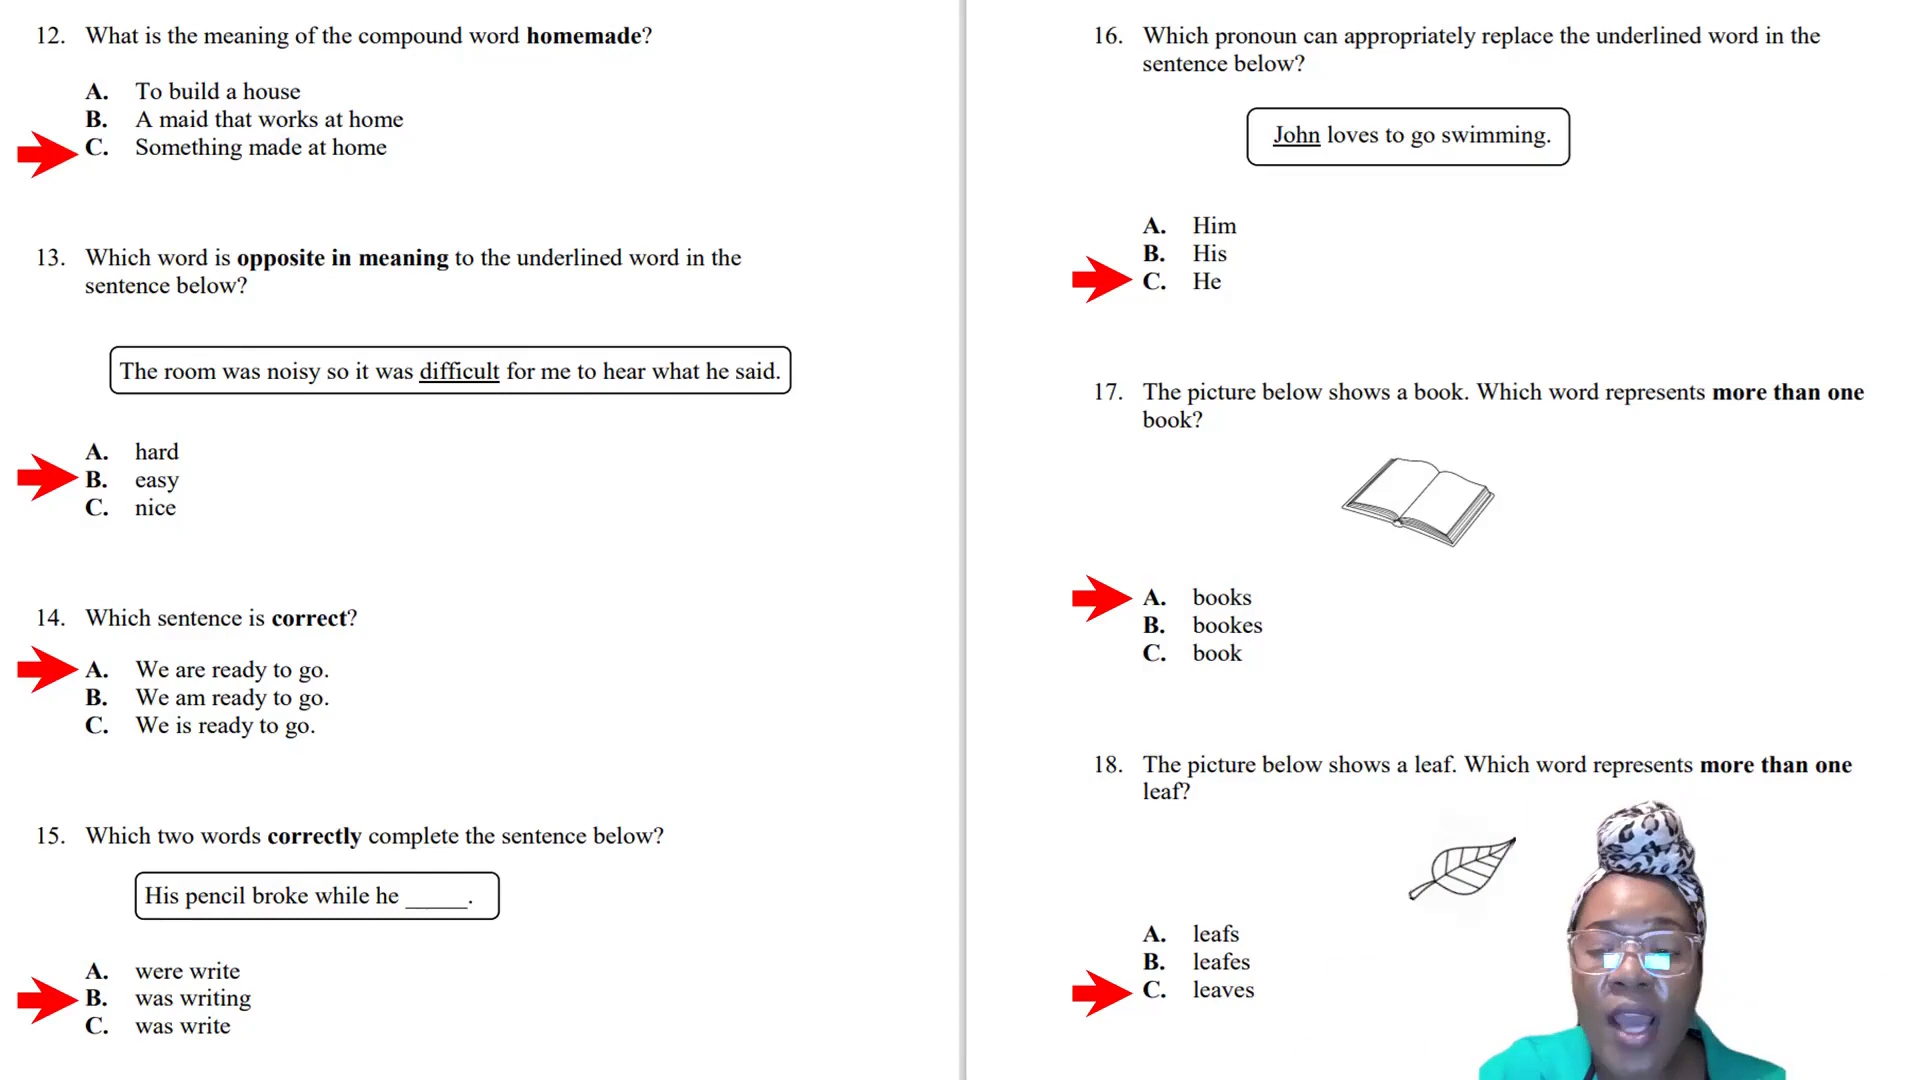 12. What is the meaning of the compound word homemade?
A. To build a house
B. A maid that works at home
C. Something made at home
13. Which word is opposite in meaning to the underlined word in the
sentence below?
The room was noisy so it was difficult for me to hear what he said.
A. hard
B. easy
C. nice
14. Which sentence is correct?
A. We are ready to go.
B. We am ready to go.
C. We is ready to go.
15. Which two words correctly complete the sentence below?
His pencil broke while he _____.
A. were write
B. was writing
C. was write
16. Which pronoun can appropriately replace the underlined word in the
sentence below?
John loves to go swimming.
A. Him
B. His
C. He
17. The picture below shows a book. Which word represents more than one
book?
A. books
B. bookes
C. book
18. The picture below shows a leaf. Which word represents more than one
leaf?
A. leafs
B. leafes
C. leaves